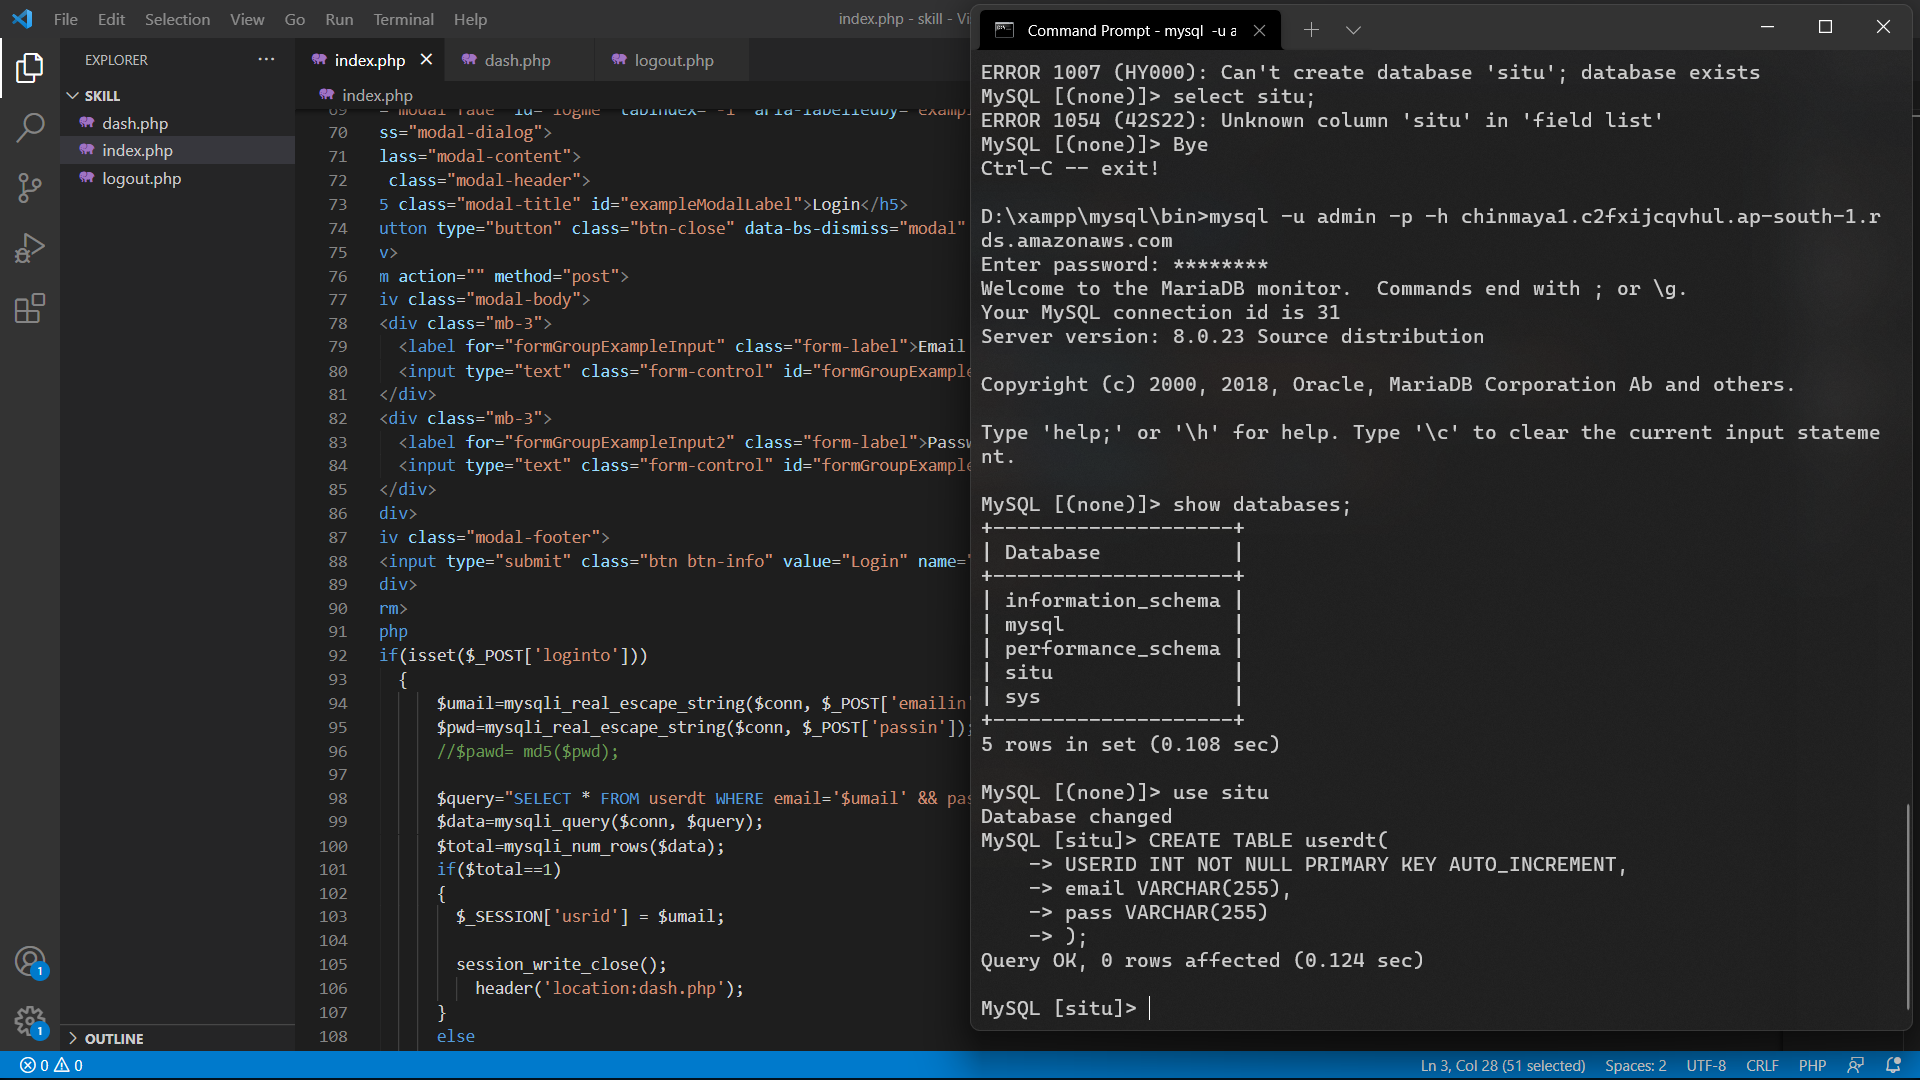 File Edit Selection View Go Run Terminal Help
index.php - skill - Vi
EXPLORER
SKILL
dash.php
index.php
logout.php
OUTLINE
index.php
dash.php
logout.php
index.php
70 ss="modal-dialog">
71 lass="modal-content">
72 class="modal-header">
73 5 class="modal-title" id="exampleModalLabel">Login</h5>
74 utton type="button" class="btn-close" data-bs-dismiss="modal"
75 v>
76 m action="" method="post">
77 iv class="modal-body">
78 <div class="mb-3">
79 <label for="formGroupExampleInput" class="form-label">Email
80 <input type="text" class="form-control" id="formGroupExample
81 </div>
82 <div class="mb-3">
83 <label for="formGroupExampleInput2" class="form-label">Passw
84 <input type="text" class="form-control" id="formGroupExample
85 </div>
86 div>
87 iv class="modal-footer">
88 <input type="submit" class="btn btn-info" value="Login" name="
89 div>
90 rm>
91 php
92 if(isset($_POST['loginto']))
93 {
94 $umail=mysqli_real_escape_string($conn, $_POST['emailin'
95 $pwd=mysqli_real_escape_string($conn, $_POST['passin']);
96 //$pawd= md5($pwd);
97
98 $query="SELECT * FROM userdt WHERE email='$umail' && pas
99 $data=mysqli_query($conn, $query);
100 $total=mysqli_num_rows($data);
101 if($total==1)
102 {
103 $_SESSION['usrid'] = $umail;
104
105 session_write_close();
106 header('location:dash.php');
107 }
108 else
Command Prompt - mysql -u a
ERROR 1007 (HY000): Can't create database 'situ'; database exists
MySQL [(none)]> select situ;
ERROR 1054 (42S22): Unknown column 'situ' in 'field list'
MySQL [(none)]> Bye
Ctrl-C -- exit!
D:\xampp\mysql\bin>mysql -u admin -p -h chinmaya1.c2fxijcqvhul.ap-south-1.r
ds.amazonaws.com
Enter password: ********
Welcome to the MariaDB monitor.  Commands end with ; or \g.
Your MySQL connection id is 31
Server version: 8.0.23 Source distribution
Copyright (c) 2000, 2018, Oracle, MariaDB Corporation Ab and others.
Type 'help;' or '\h' for help. Type '\c' to clear the current input stateme
nt.
MySQL [(none)]> show databases;
+--------------------+
| Database           |
+--------------------+
| information_schema |
| mysql              |
| performance_schema |
| situ               |
| sys                |
+--------------------+
5 rows in set (0.108 sec)
MySQL [(none)]> use situ
Database changed
MySQL [situ]> CREATE TABLE userdt(
-> USERID INT NOT NULL PRIMARY KEY AUTO_INCREMENT,
-> email VARCHAR(255),
-> pass VARCHAR(255)
-> );
Query OK, 0 rows affected (0.124 sec)
MySQL [situ]>
0 0
Ln 3, Col 28 (51 selected) Spaces: 2 UTF-8 CRLF PHP